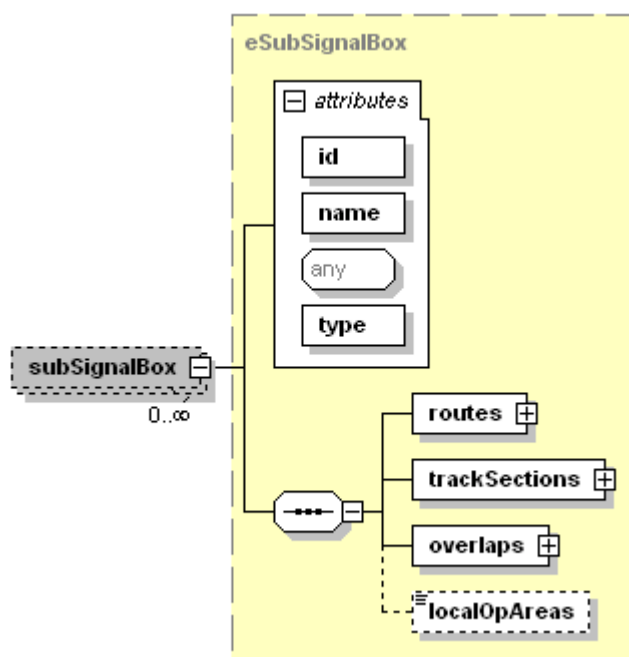 eSubSignalBox
attributes
id
name
any
type
subSignalBox
0..∞
routes
trackSections
overlaps
localOpAreas